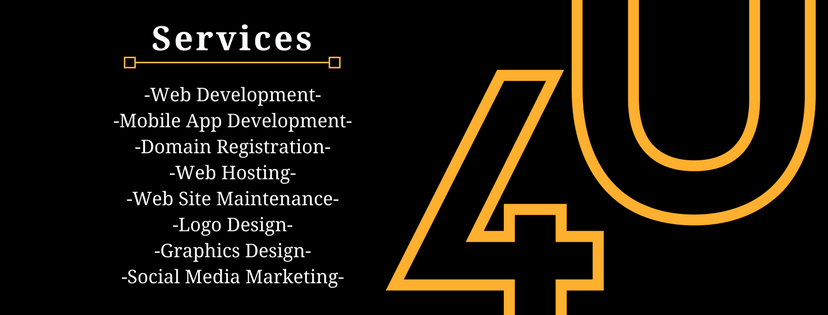 Services
-Web Development-
-Mobile App Development-
-Domain Registration-
-Web Hosting-
-Web Site Maintenance-
-Logo Design-
-Graphics Design-
-Social Media Marketing-
4U